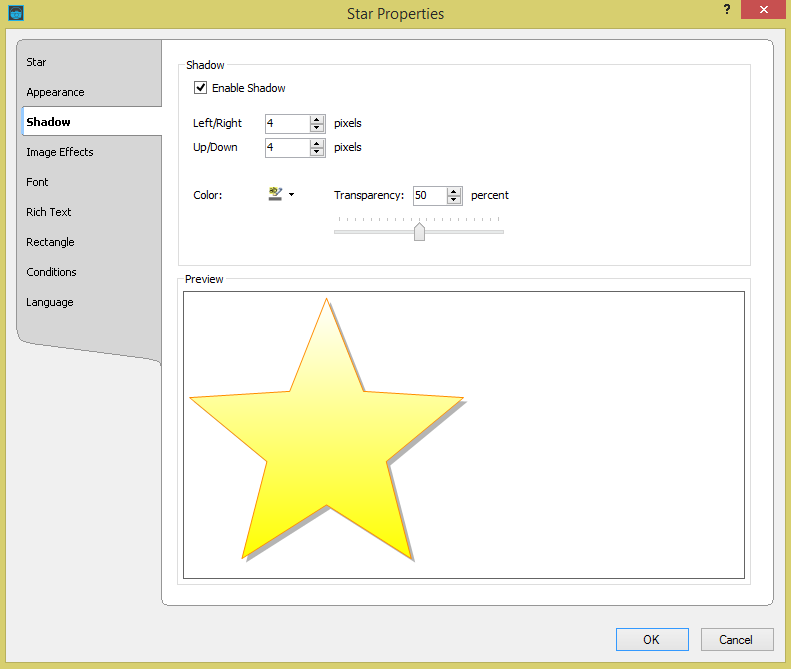 Star Properties
?
Star
Appearance
Shadow
Image Effects
Font
Rich Text
Rectangle
Conditions
Language
Shadow
Enable Shadow
Left/Right 4 pixels
Up/Down 4 pixels
Color: Transparency: 50 percent
Preview
OK Cancel